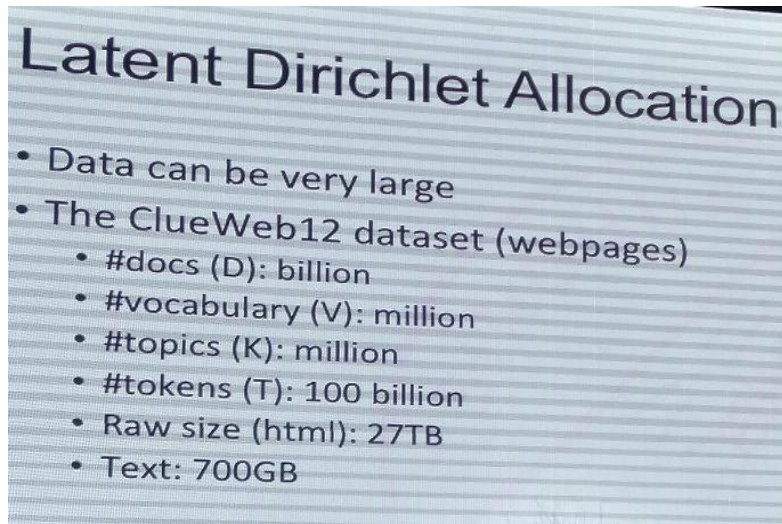 Latent Dirichlet Allocation
• Data can be very large
• The ClueWeb12 dataset (webpages)
• #docs (D): billion
• #vocabulary (V): million
• #topics (K): million
• #tokens (T): 100 billion
• Raw size (html): 27TB
• Text: 700GB